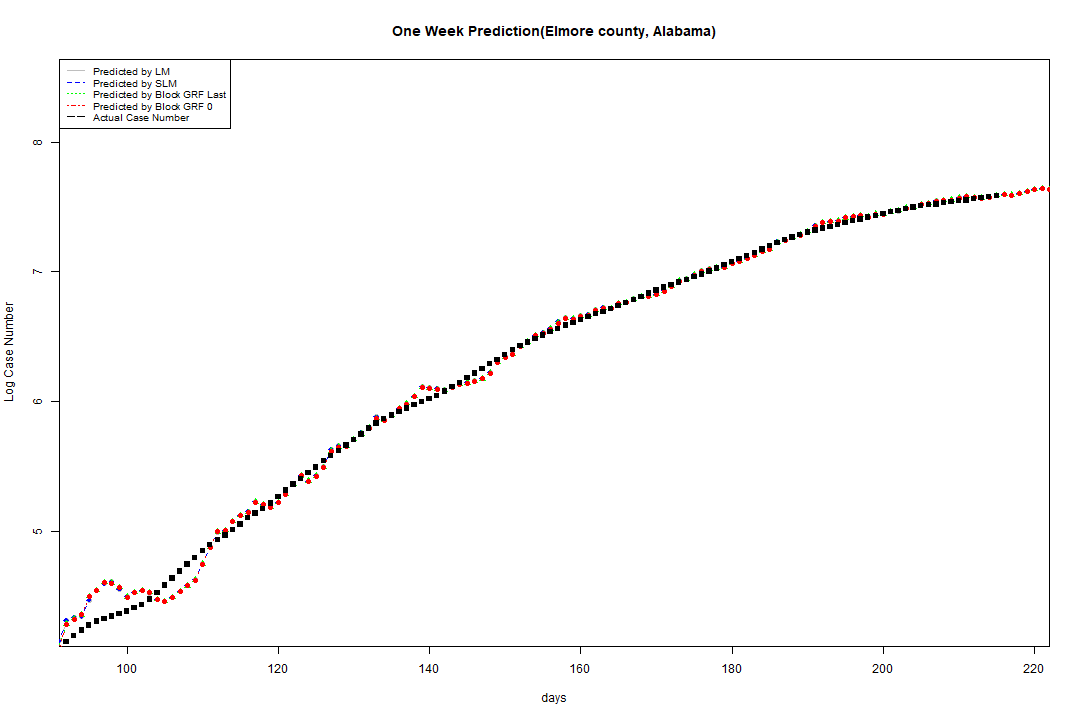 One Week Prediction(Elmore county, Alabama)
Predicted by LM
Predicted by SLM
Predicted by Block GRF Last
Predicted by Block GRF 0
Actual Case Number
8
7
6
5
Log Case Number
100 120 140 160 180 200 220
days